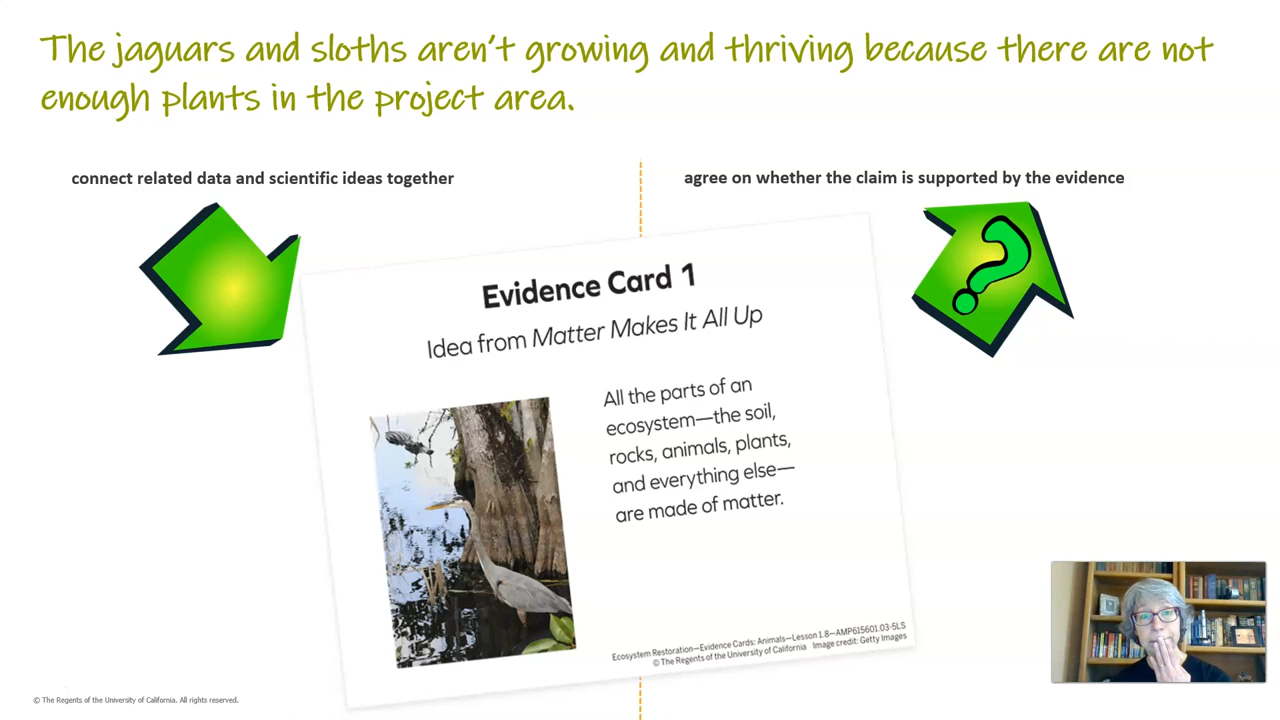 The jaguars and sloths aren't growing and thriving because there are not
enough plants in the project area.
connect related data and scientific ideas together
agree on whether the claim is supported by the evidence
Evidence Card 1
Idea from Matter Makes It All Up
All the parts of an
ecosystem—the soil,
rocks, animals, plants,
and everything else—
are made of matter.
Ecosystem Restoration—Evidence Cards: Animals—Lesson 1.8—AMP615601.03-5LS
© The Regents of the University of California Image credit: Getty Images
© The Regents of the University of California. All rights reserved.
?